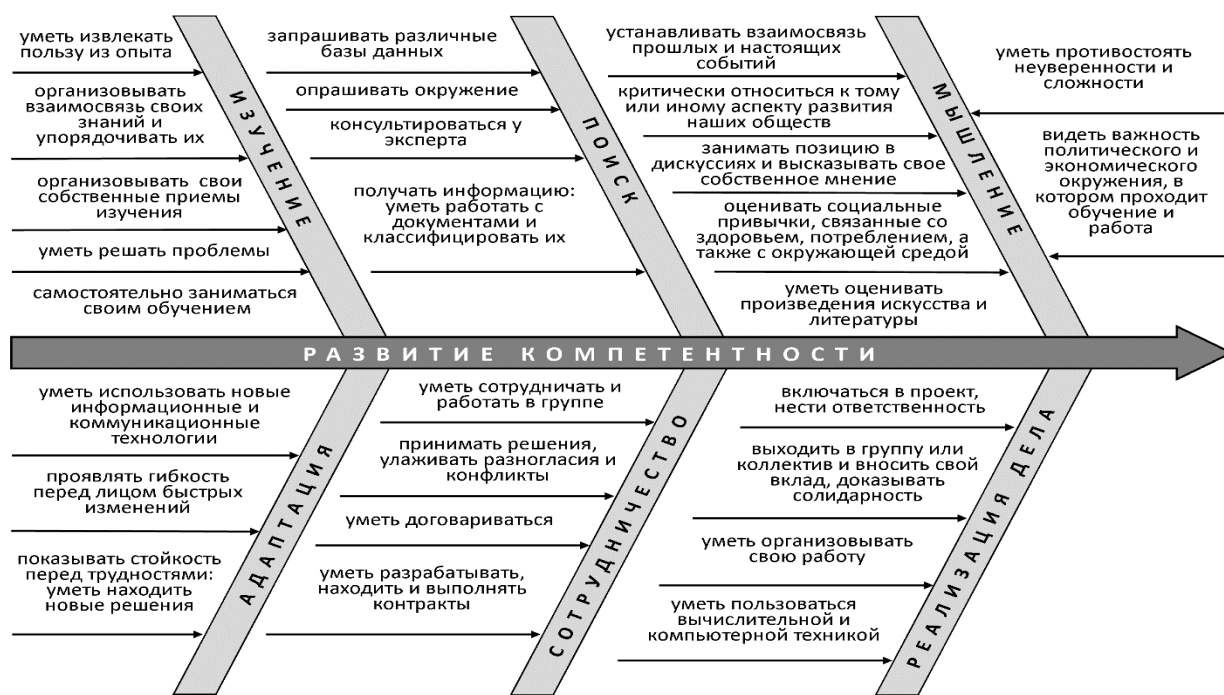 уметь извлекать
пользу из опыта
организовывать
взаимосвязь своих
знаний и
упорядочивать их
организовывать свои
собственные приемы
изучения
уметь решать проблемы
самостоятельно заниматься
своим обучением
ИЗУЧЕНИЕ
запрашивать различные
базы данных
опрашивать окружение
консультироваться у
эксперта
получать информацию:
уметь работать с
документами и
классифицировать их
ПОИСК
устанавливать взаимосвязь
прошлых и настоящих
событий
критически относиться к тому
или иному аспекту развития
наших обществ
занимать позицию в
дискуссиях и высказывать свое
собственное мнение
оценивать социальные
привычки, связанные со
здоровьем, потреблением, а
также с окружающей средой
уметь оценивать
произведения искусства и
литературы
МЫШЛЕНИЕ
уметь противостоять
неуверенности и
сложности
видеть важность
политического и
экономического
окружения, в
котором проходит
обучение и
работа
РАЗВИТИЕ КОМПЕТЕНТНОСТИ
уметь использовать новые
информационные и
коммуникационные
технологии
проявлять гибкость
перед лицом быстрых
изменений
показывать стойкость
перед трудностями:
уметь находить
новые решения
АДАПТАЦИЯ
уметь сотрудничать и
работать в группе
принимать решения,
улаживать разногласия и
конфликты
уметь договариваться
уметь разрабатывать,
находить и выполнять
контракты
СОТРУДНИЧЕСТВО
включаться в проект,
нести ответственность
выходить в группу или
коллектив и вносить свой
вклад, доказывать
солидарность
уметь организовывать
свою работу
уметь пользоваться
вычислительной и
компьютерной техникой
РЕАЛИЗАЦИЯ ДЕЛА